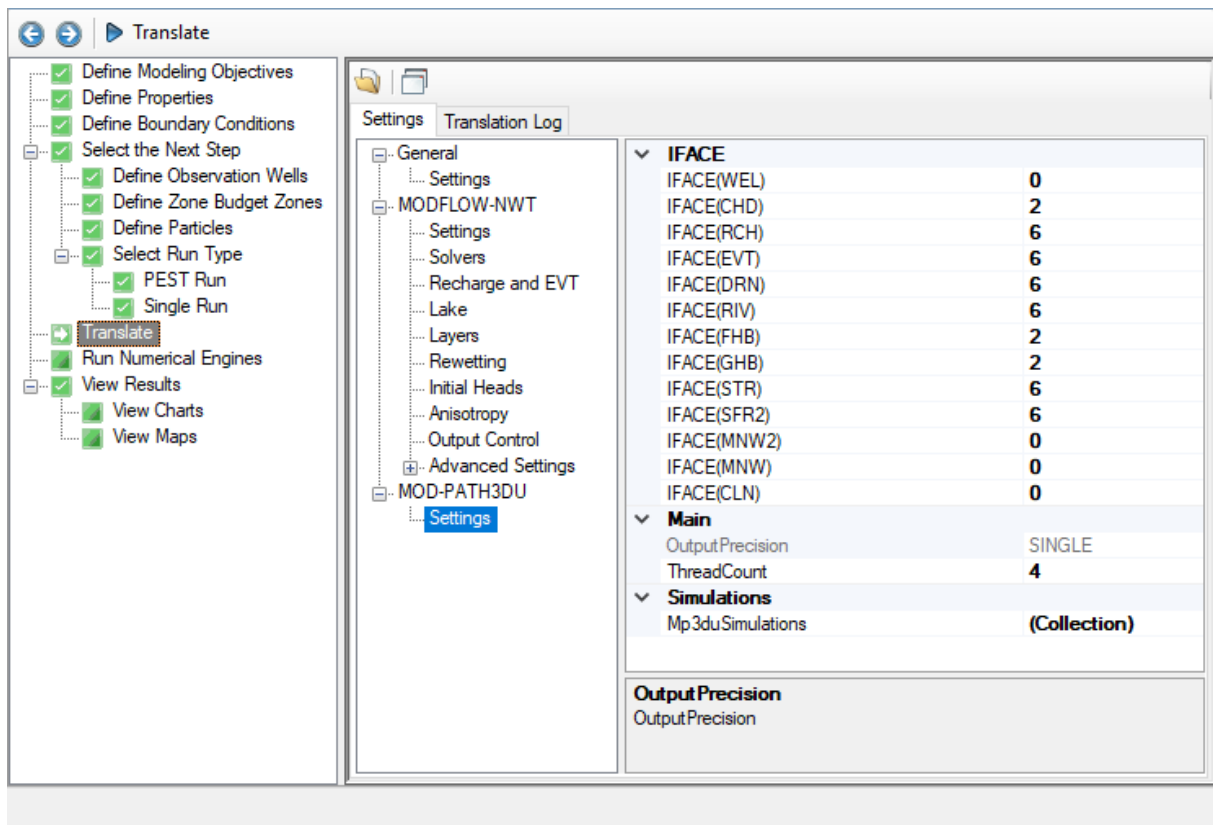 Translate
Define Modeling Objectives
Define Properties
Define Boundary Conditions
Select the Next Step
Define Observation Wells
Define Zone Budget Zones
Define Particles
Select Run Type
PEST Run
Single Run
Translate
Run Numerical Engines
View Results
View Charts
View Maps
Settings
Translation Log
General
Settings
MODFLOW-NWT
Settings
Solvers
Recharge and EVT
Lake
Layers
Rewetting
Initial Heads
Anisotropy
Output Control
Advanced Settings
MOD-PATH3DU
Settings
IFACE
IFACE(WEL) 0
IFACE(CHD) 2
IFACE(RCH) 6
IFACE(EVT) 6
IFACE(DRN) 6
IFACE(RIV) 6
IFACE(FHB) 2
IFACE(GHB) 2
IFACE(STR) 6
IFACE(SFR2) 6
IFACE(MNW2) 0
IFACE(MNW) 0
IFACE(CLN) 0
Main
OutputPrecision SINGLE
ThreadCount 4
Simulations
Mp3duSimulations (Collection)
OutputPrecision
OutputPrecision